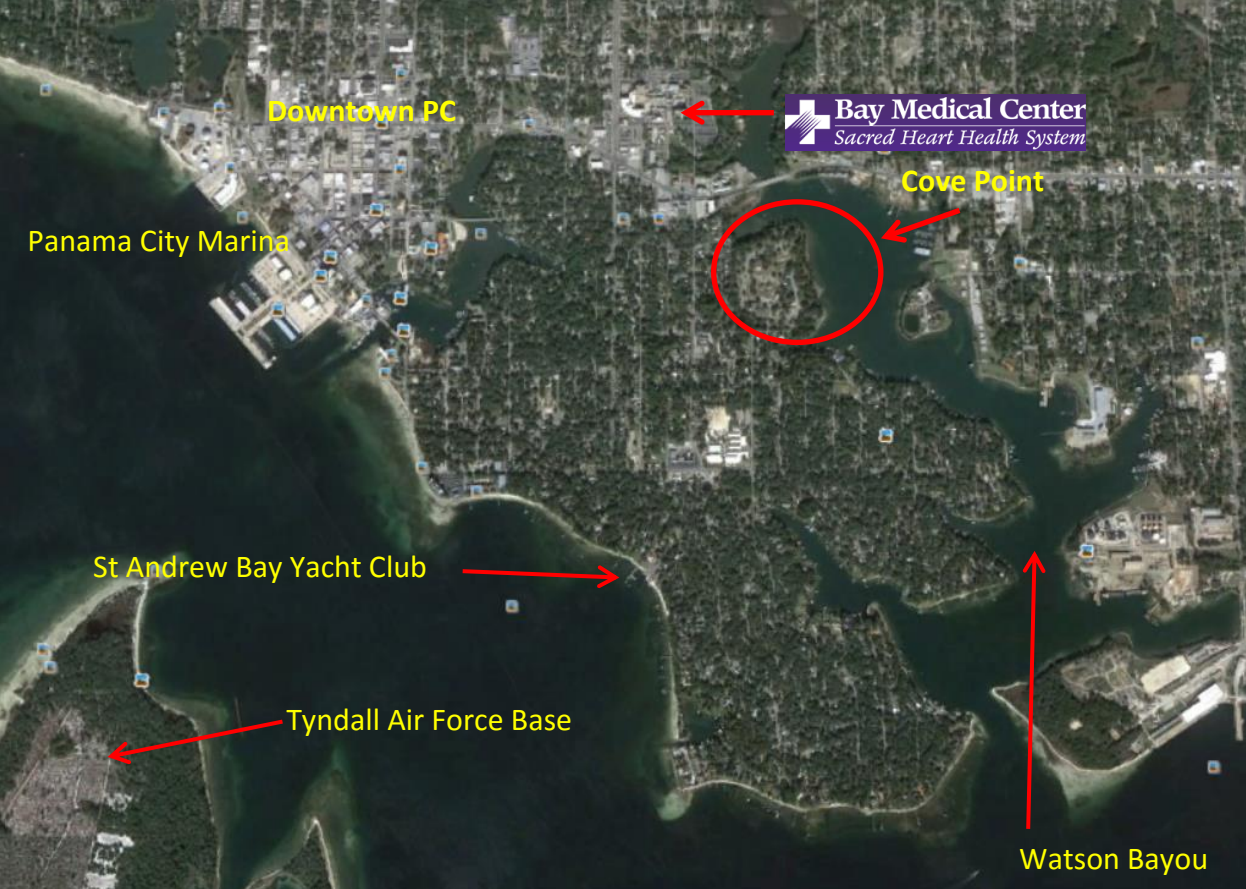 Downtown PC
Bay Medical Center
Sacred Heart Health System
Cove Point
Panama City Marina
St Andrew Bay Yacht Club
Tyndall Air Force Base
Watson Bayou